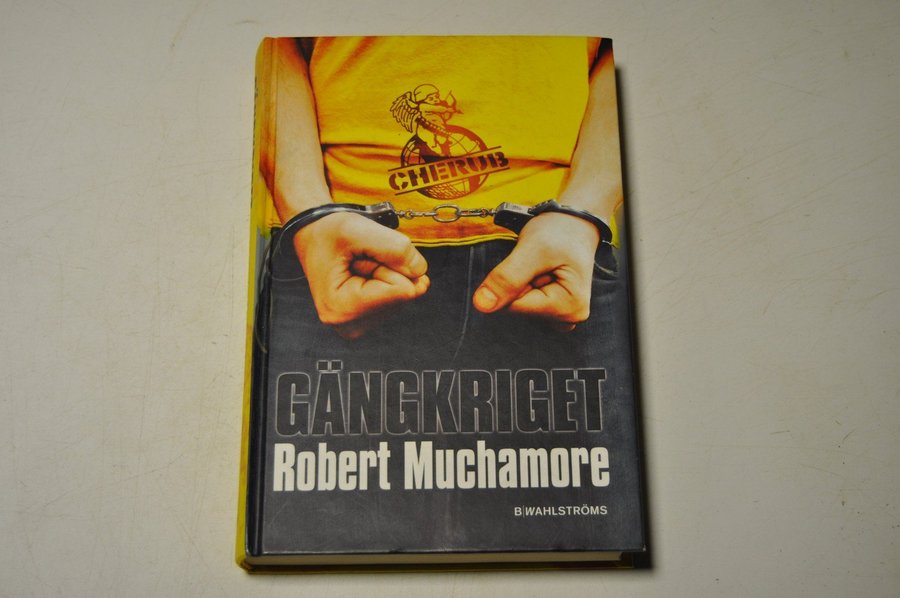 CHERUB
GÄNGKRIGET
Robert Muchamore
B WAHLSTRÖMS